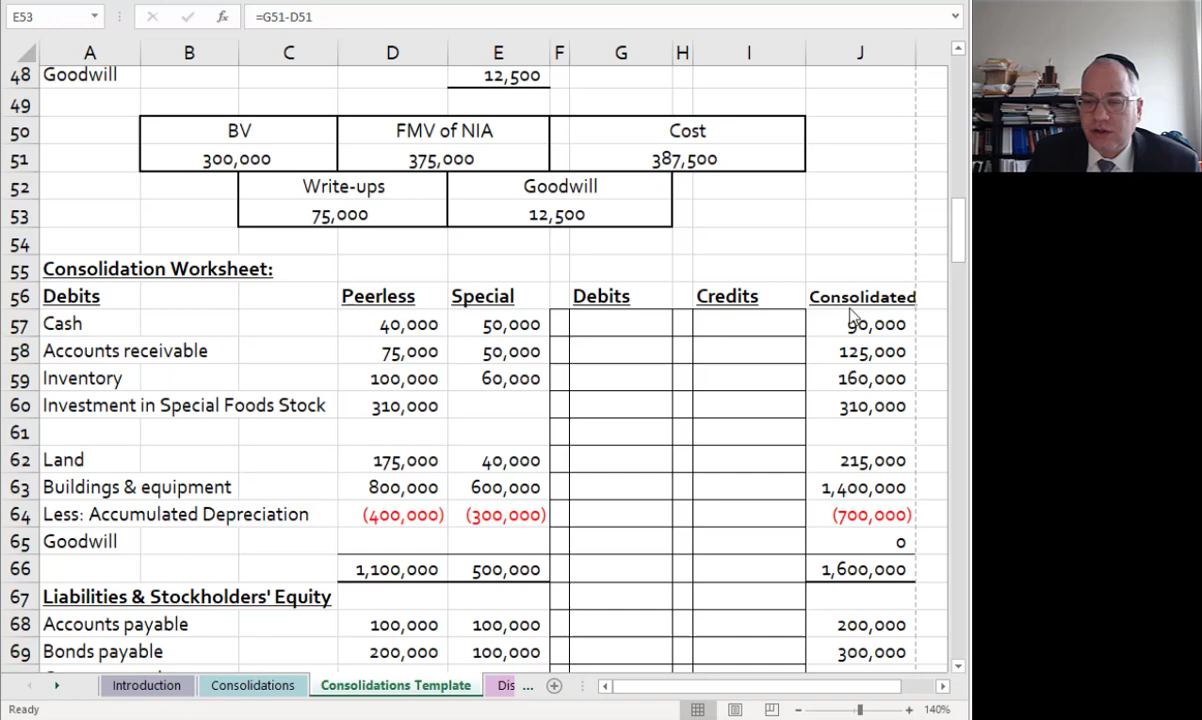 E53 fx =G51-D51
A B C D E F G H I J
48 Goodwill 12,500
49
50 BV FMV of NIA Cost
51 300,000 375,000 387,500
52 Write-ups Goodwill
53 75,000 12,500
54
55 Consolidation Worksheet:
56 Debits Peerless Special Debits Credits Consolidated
57 Cash 40,000 50,000 90,000
58 Accounts receivable 75,000 50,000 125,000
59 Inventory 100,000 60,000 160,000
60 Investment in Special Foods Stock 310,000 310,000
61
62 Land 175,000 40,000 215,000
63 Buildings & equipment 800,000 600,000 1,400,000
64 Less: Accumulated Depreciation (400,000) (300,000) (700,000)
65 Goodwill 0
66 1,100,000 500,000 1,600,000
67 Liabilities & Stockholders' Equity
68 Accounts payable 100,000 100,000 200,000
69 Bonds payable 200,000 100,000 300,000
Introduction Consolidations Consolidations Template Dis ...
Ready 140%